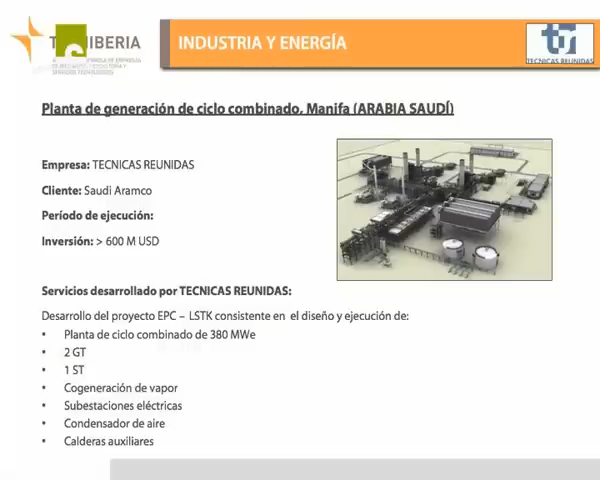 IBERIA
INDUSTRIA Y ENERGÍA
TECNICAS REUNIDAS
Planta de generación de ciclo combinado. Manifa (ARABIA SAUDÍ)
Empresa: TECNICAS REUNIDAS
Cliente: Saudi Aramco
Período de ejecución:
Inversión: > 600 M USD
Servicios desarrollado por TECNICAS REUNIDAS:
Desarrollo del proyecto EPC – LSTK consistente en el diseño y ejecución de:
• Planta de ciclo combinado de 380 MWe
• 2 GT
• 1 ST
• Cogeneración de vapor
• Subestaciones eléctricas
• Condensador de aire
• Calderas auxiliares